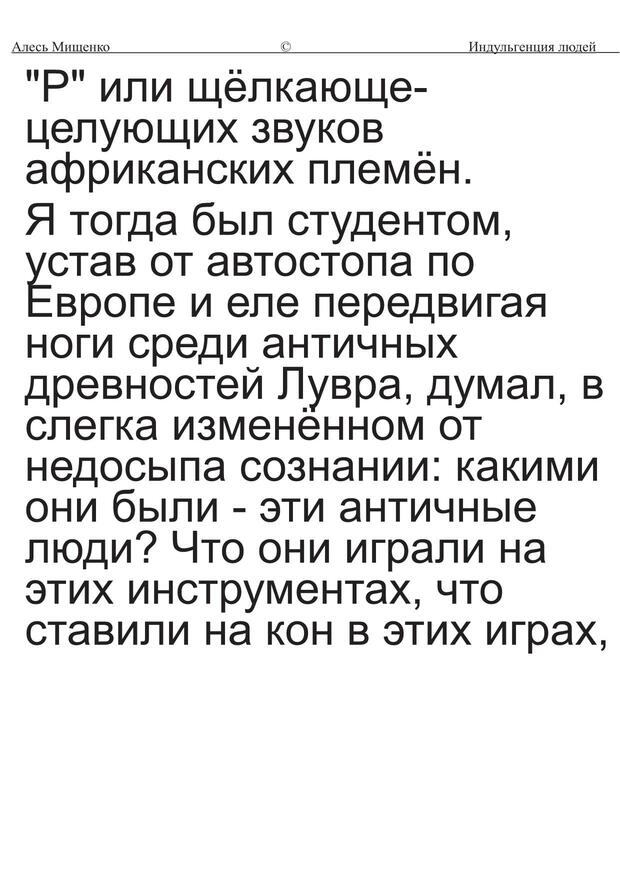 Алесь Мищенко © Индульгенция людей
"Р" или щёлкающе-
целующих звуков
африканских племён.
Я тогда был студентом,
устав от автостопа по
Европе и еле передвигая
ноги среди античных
древностей Лувра, думал, в
слегка изменённом от
недосыпа сознании: какими
они были - эти античные
люди? Что они играли на
этих инструментах, что
ставили на кон в этих играх,